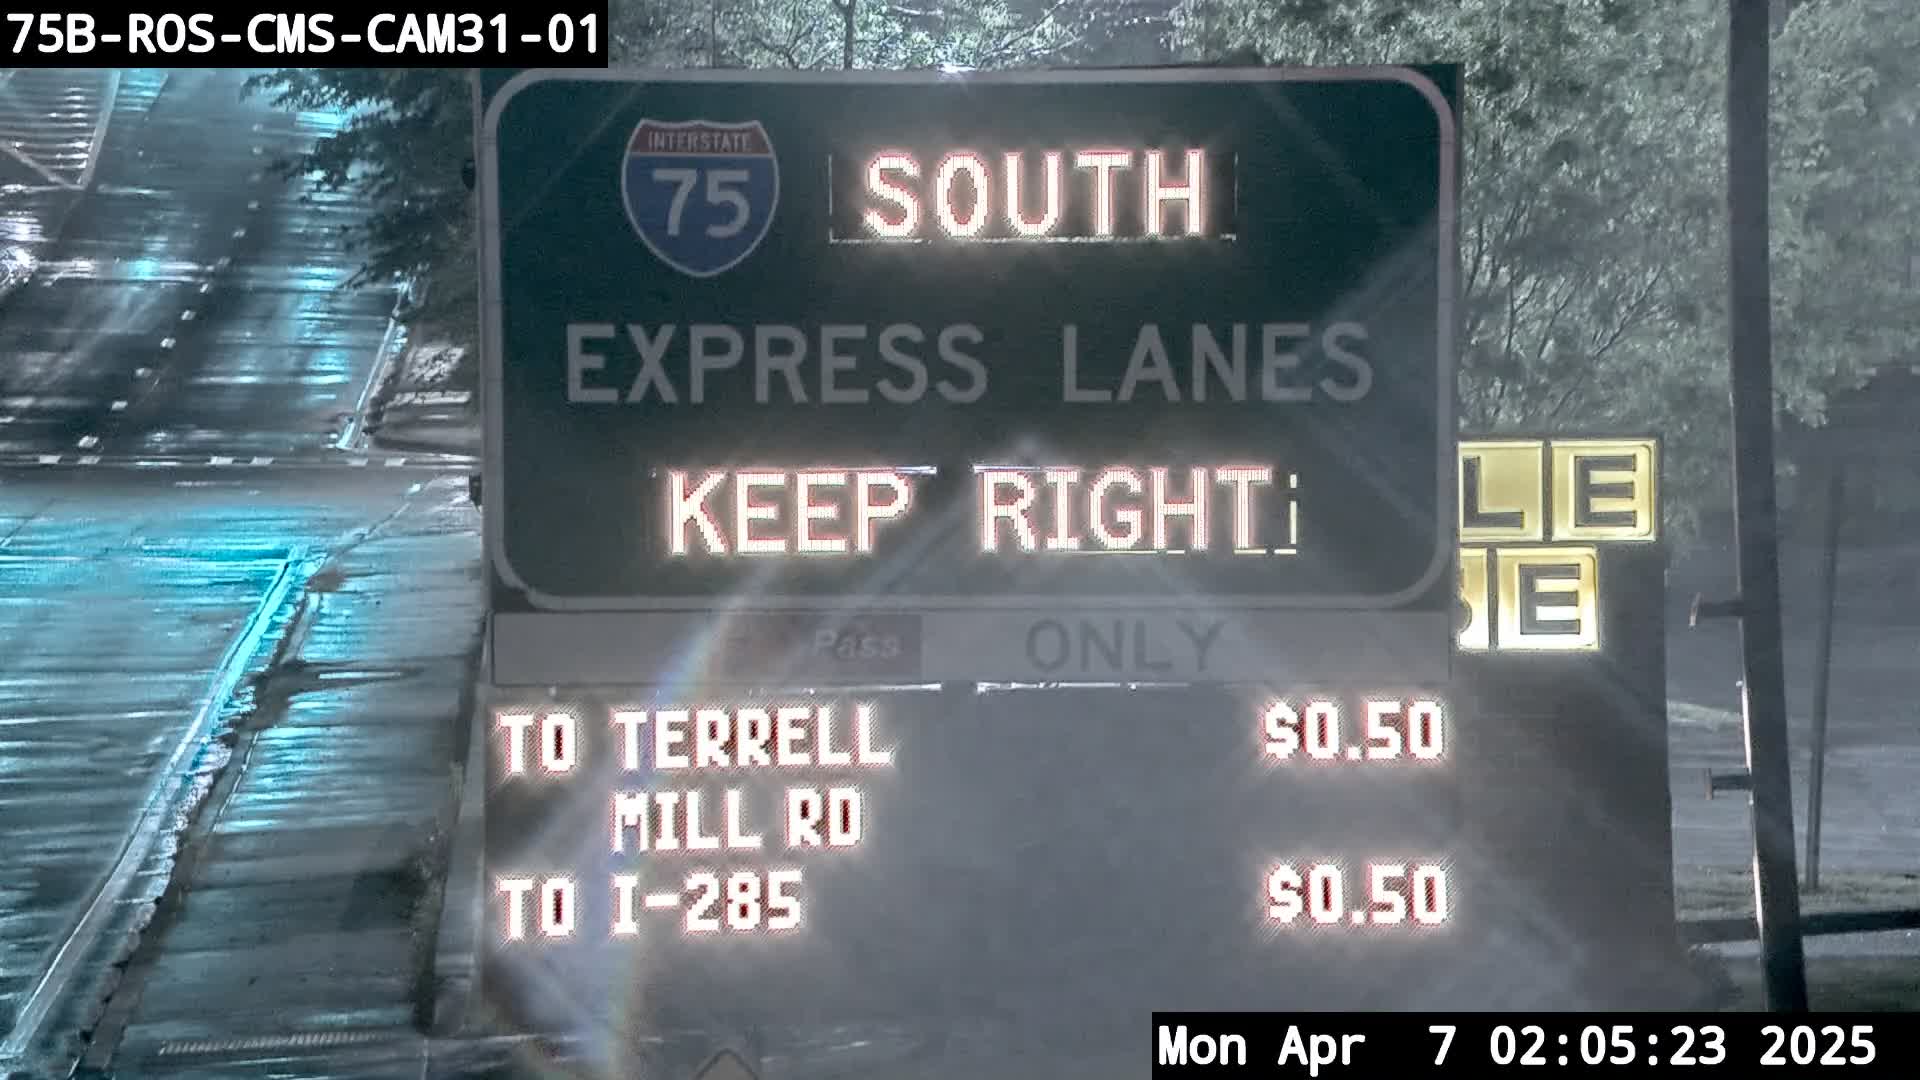 75B-ROS-CMS-CAM31-01
INTERSTATE
75
SOUTH
EXPRESS LANES
KEEP RIGHT
Pass ONLY
TO TERRELL $0.50
MILL RD
TO I-285 $0.50
LE
E
Mon Apr 7 02:05:23 2025